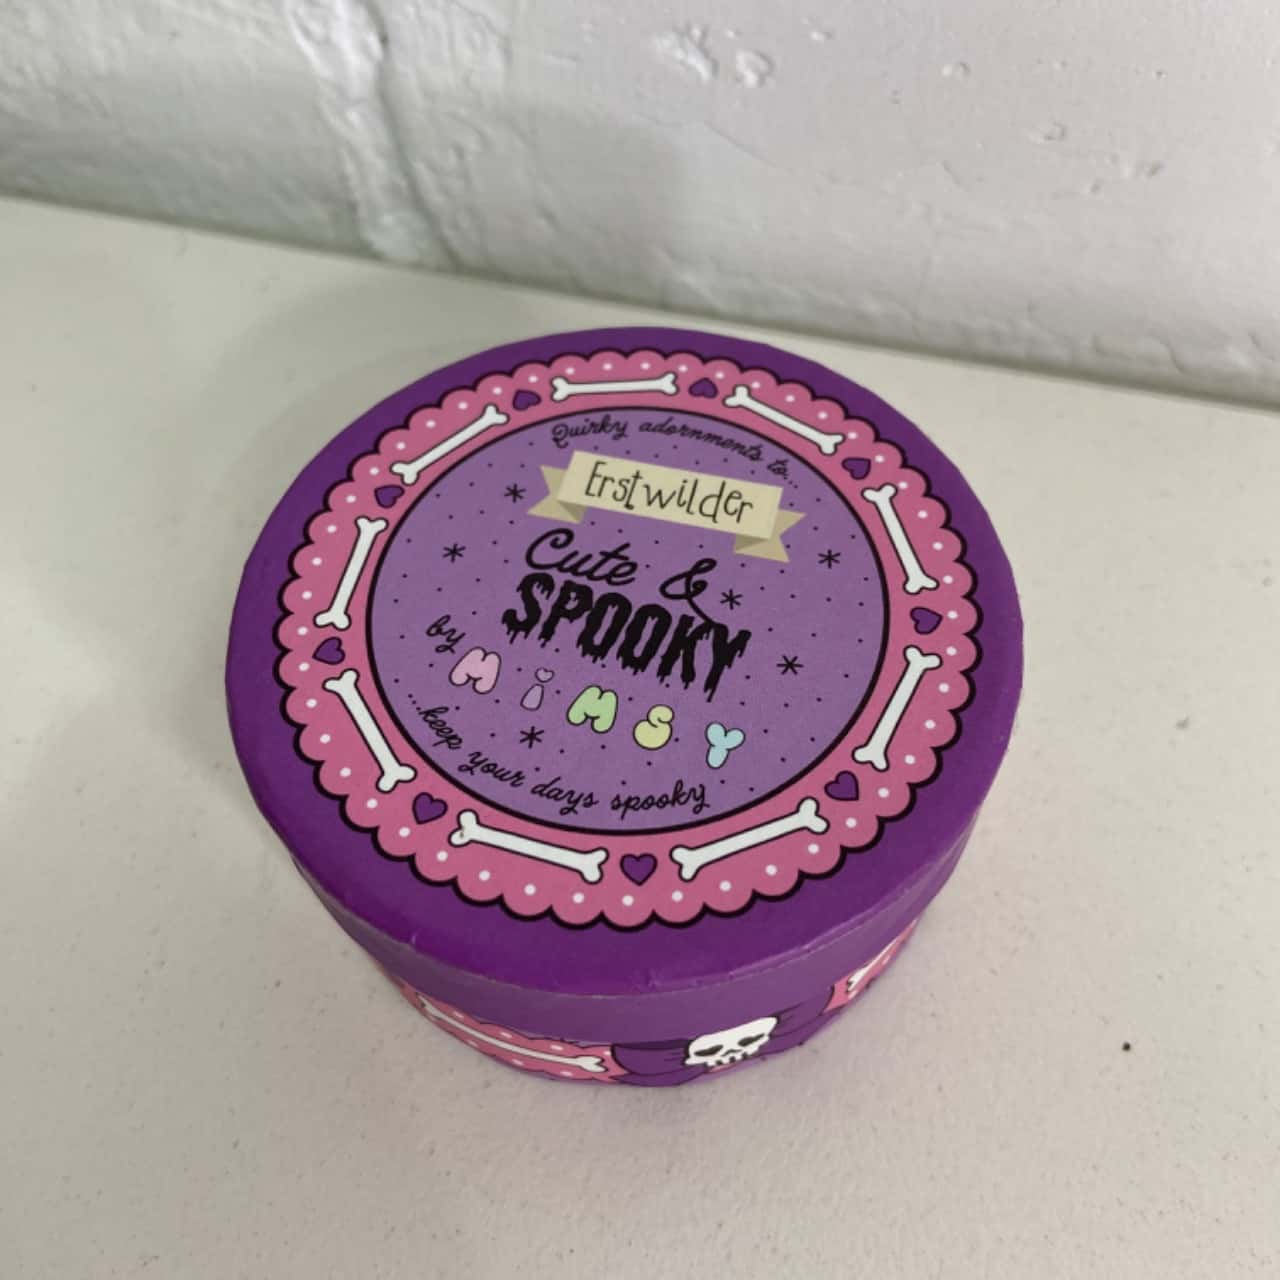 Quirky adornments to...
Erstwilder
Cute &
SPOOKY
by
MiMSY
...keep your days spooky